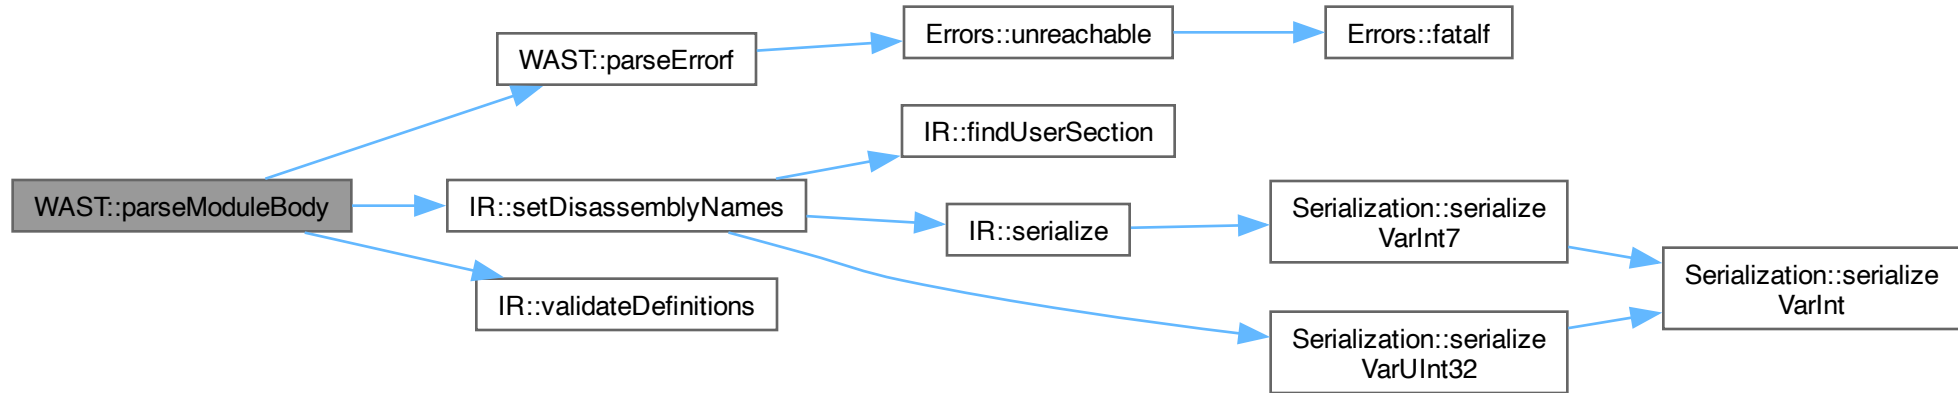 WAST::parseModuleBody
WAST::parseErrorf
Errors::unreachable
Errors::fatalf
IR::setDisassemblyNames
IR::findUserSection
IR::serialize
Serialization::serialize
VarInt7
Serialization::serialize
VarInt
Serialization::serialize
VarUInt32
IR::validateDefinitions